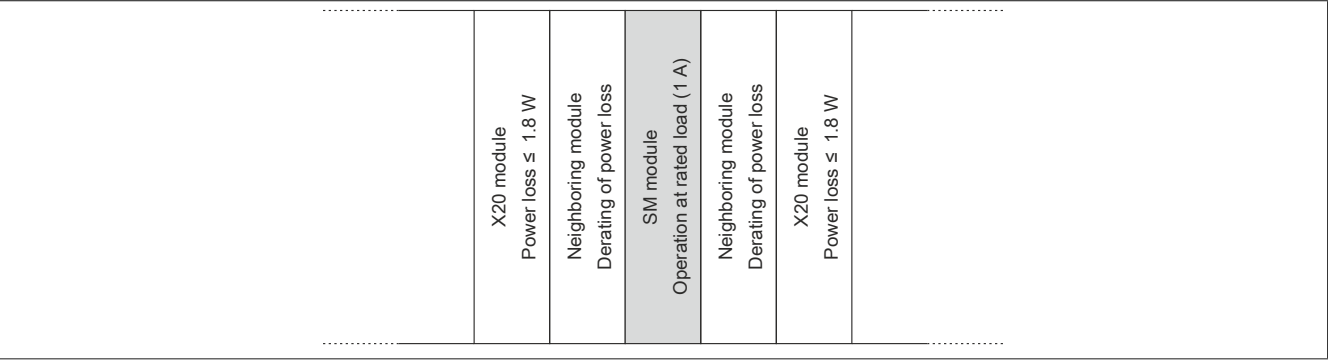 X20 module
Power loss ≤ 1.8 W
Neighboring module
Derating of power loss
SM module
Operation at rated load (1 A)
Neighboring module
Derating of power loss
X20 module
Power loss ≤ 1.8 W